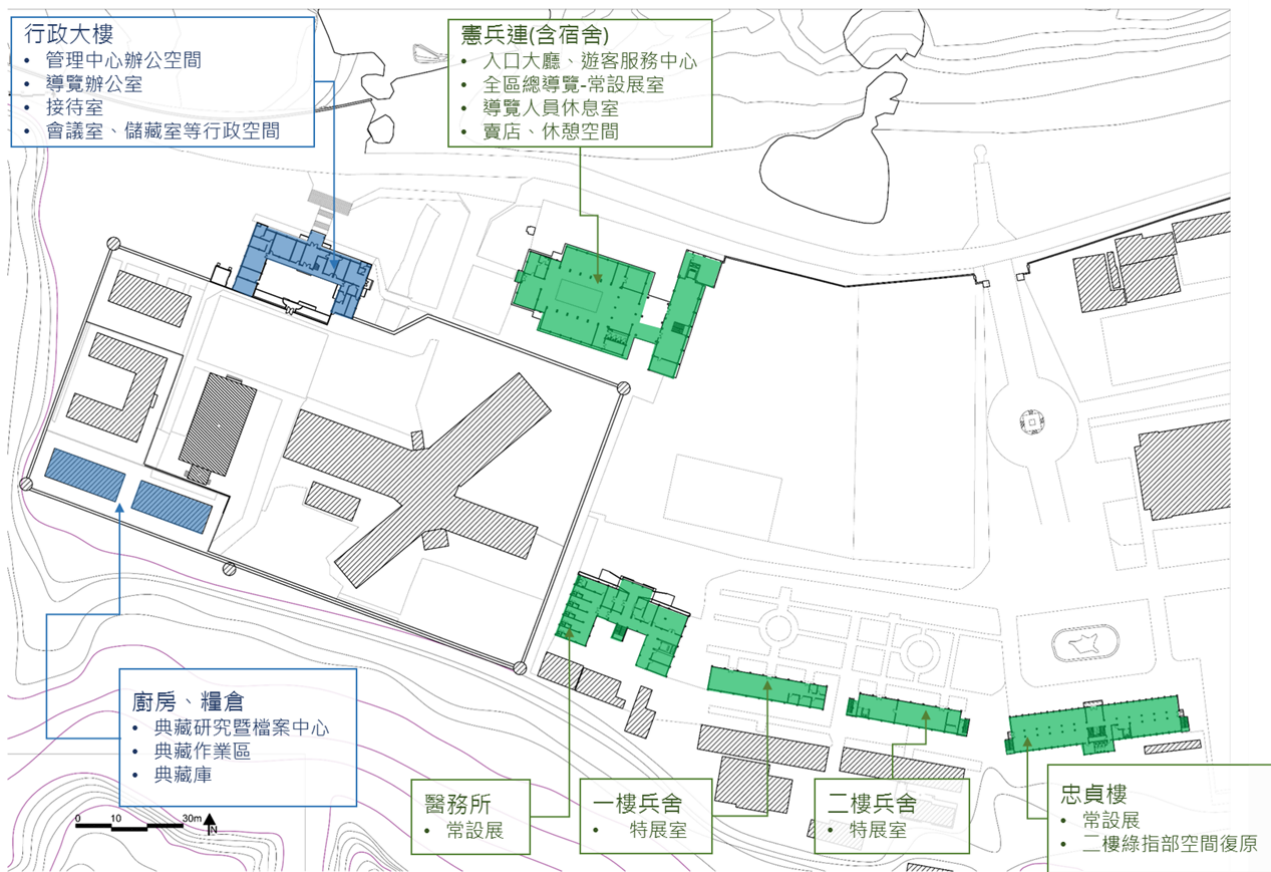 行政大樓
• 管理中心辦公空間
• 導覽辦公室
• 接待室
• 會議室、儲藏室等行政空間
憲兵連(含宿舍)
• 入口大廳、遊客服務中心
• 全區總導覽-常設展室
• 導覽人員休息室
• 賣店、休憩空間
廚房、糧倉
• 典藏研究暨檔案中心
• 典藏作業區
• 典藏庫
0 10 30m N
醫務所
• 常設展
一樓兵舍
• 特展室
二樓兵舍
• 特展室
忠貞樓
• 常設展
• 二樓綠指部空間復原